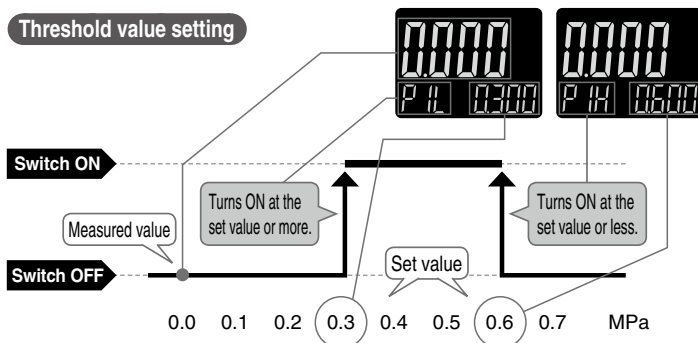 Threshold value setting
0.000
P 1L 0.300
0.000
P 1H 0.600
Switch ON
Turns ON at the
set value or more.
Turns ON at the
set value or less.
Measured value
Set value
Switch OFF
0.0 0.1 0.2 0.3 0.4 0.5 0.6 0.7 MPa